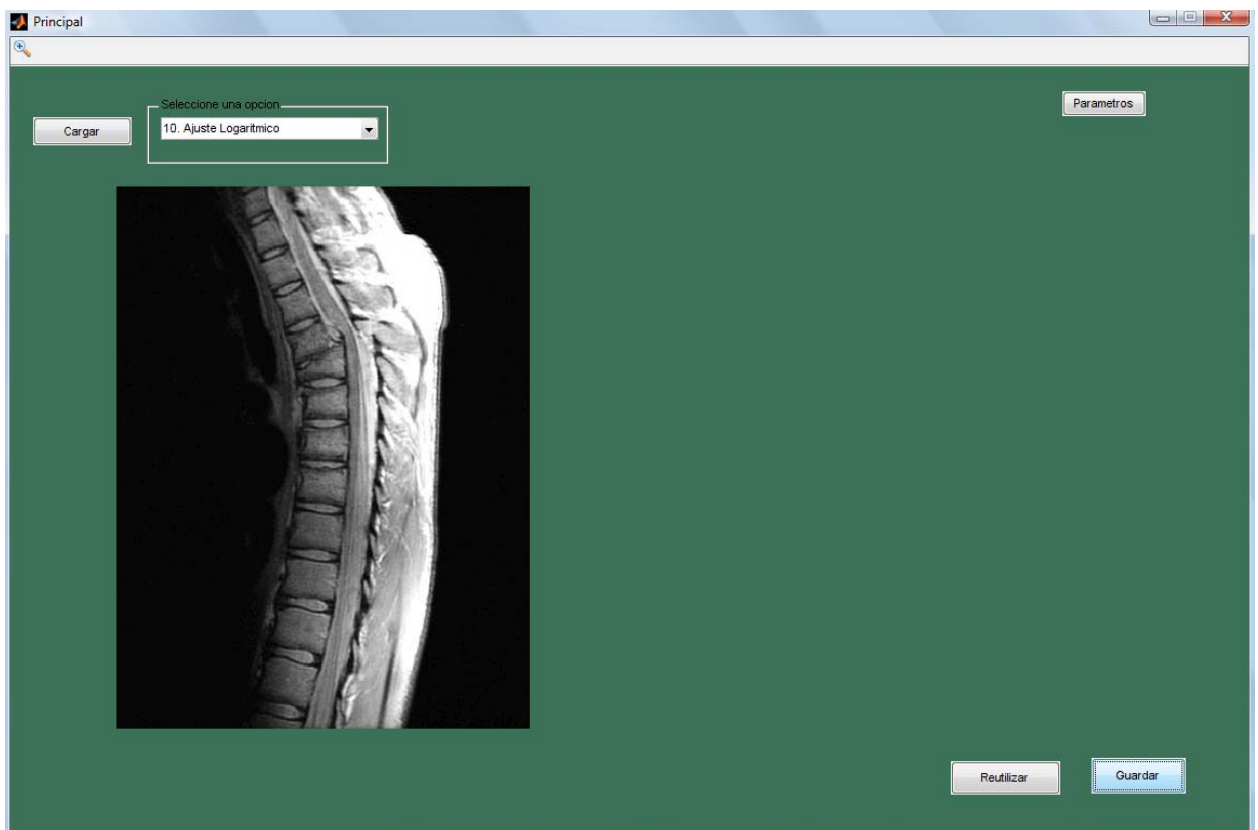 Principal
Seleccione una opcion
Cargar
10. Ajuste Logaritmico
Parametros
Reutilizar
Guardar